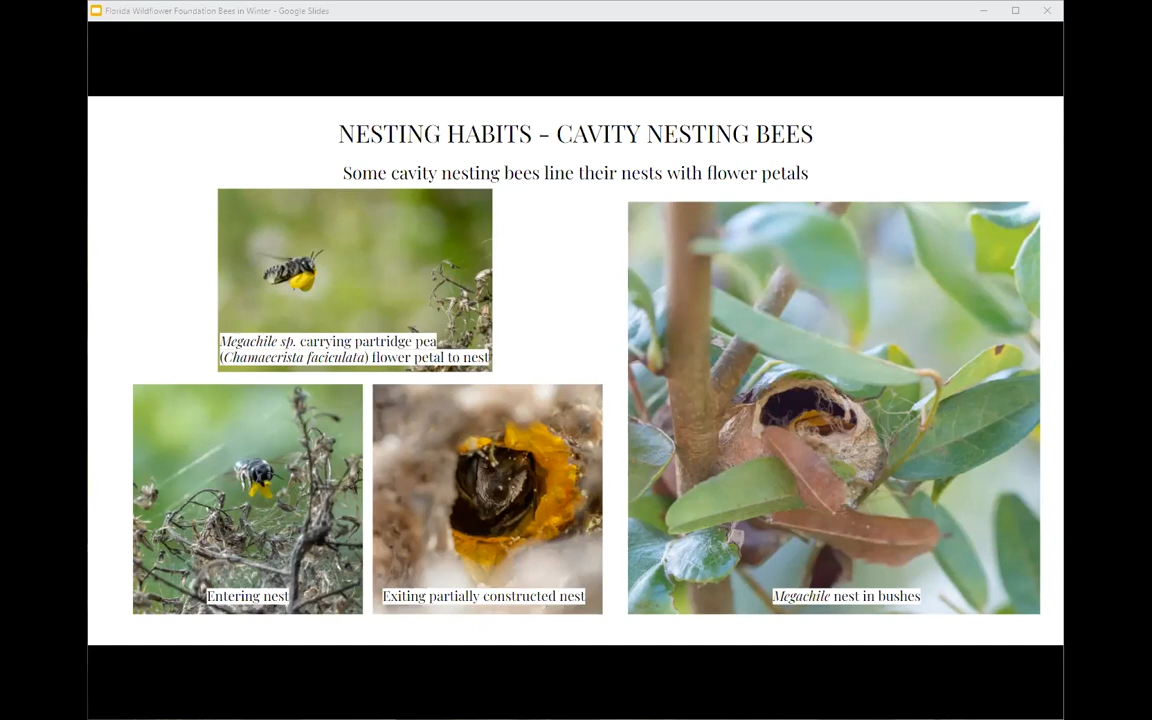 Florida Wildflower Foundation Bees in Winter - Google Slides
NESTING HABITS - CAVITY NESTING BEES
Some cavity nesting bees line their nests with flower petals
Megachile sp. carrying partridge pea
(Chamaecrista faciculata) flower petal to nest
Entering nest
Exiting partially constructed nest
Megachile nest in bushes